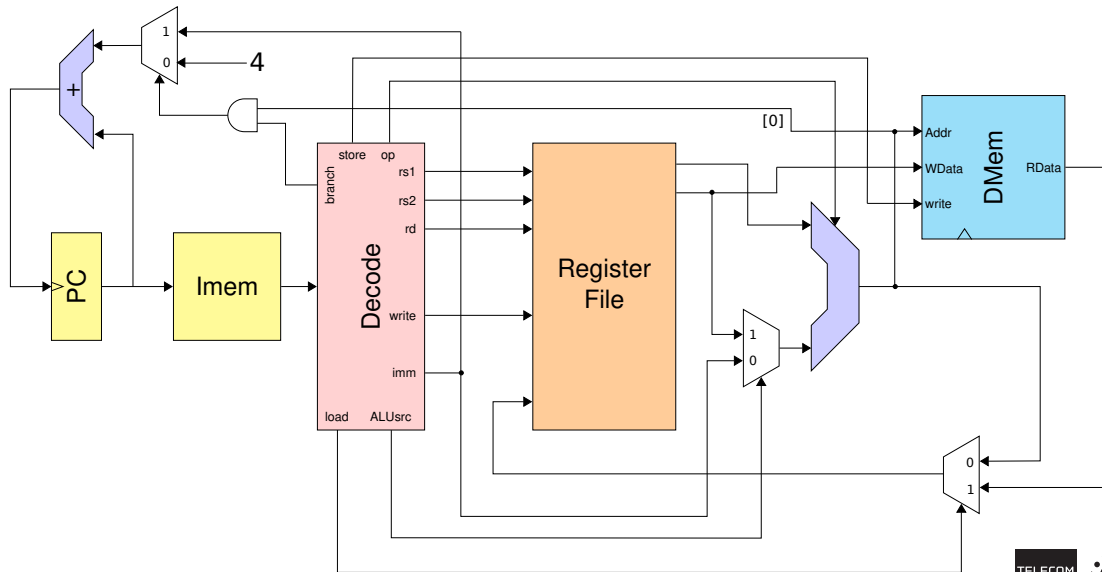 1
0
4
+
[0]
store
op
branch
rs1
rs2
rd
write
imm
load
ALUsrc
Decode
PC
Imem
Register
File
1
0
Addr
WData
write
RData
DMem
0
1
TELECOM